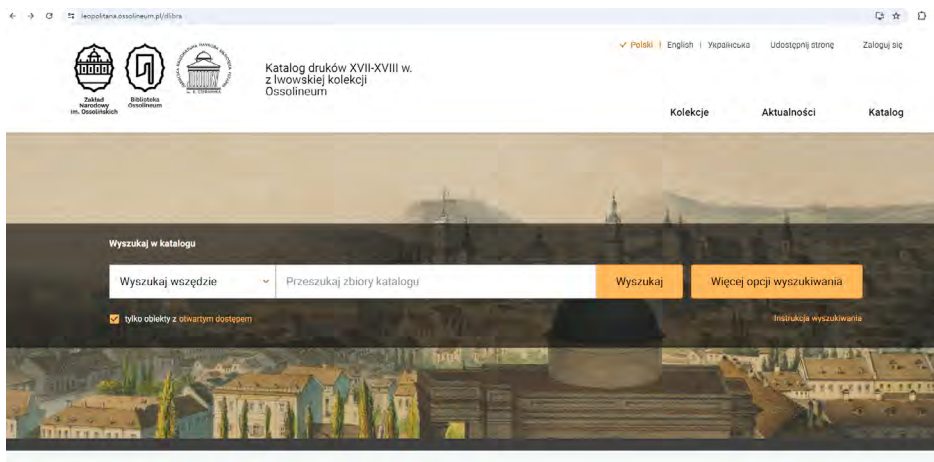 leopolitana.ossolineum.pl/dlibra
Polski | English | Українська Udostępnij stronę Zaloguj się
Zakład
Narodowy
im. Ossolińskich
Biblioteka
Ossolineum
Katalog druków XVII-XVIII w.
z lwowskiej kolekcji
Ossolineum
Kolekcje Aktualności Katalog
Wyszukaj w katalogu
Wyszukaj wszędzie Przeszukaj zbiory katalogu Wyszukaj Więcej opcji wyszukiwania
tylko obiekty z otwartym dostępem Instrukcja wyszukiwania